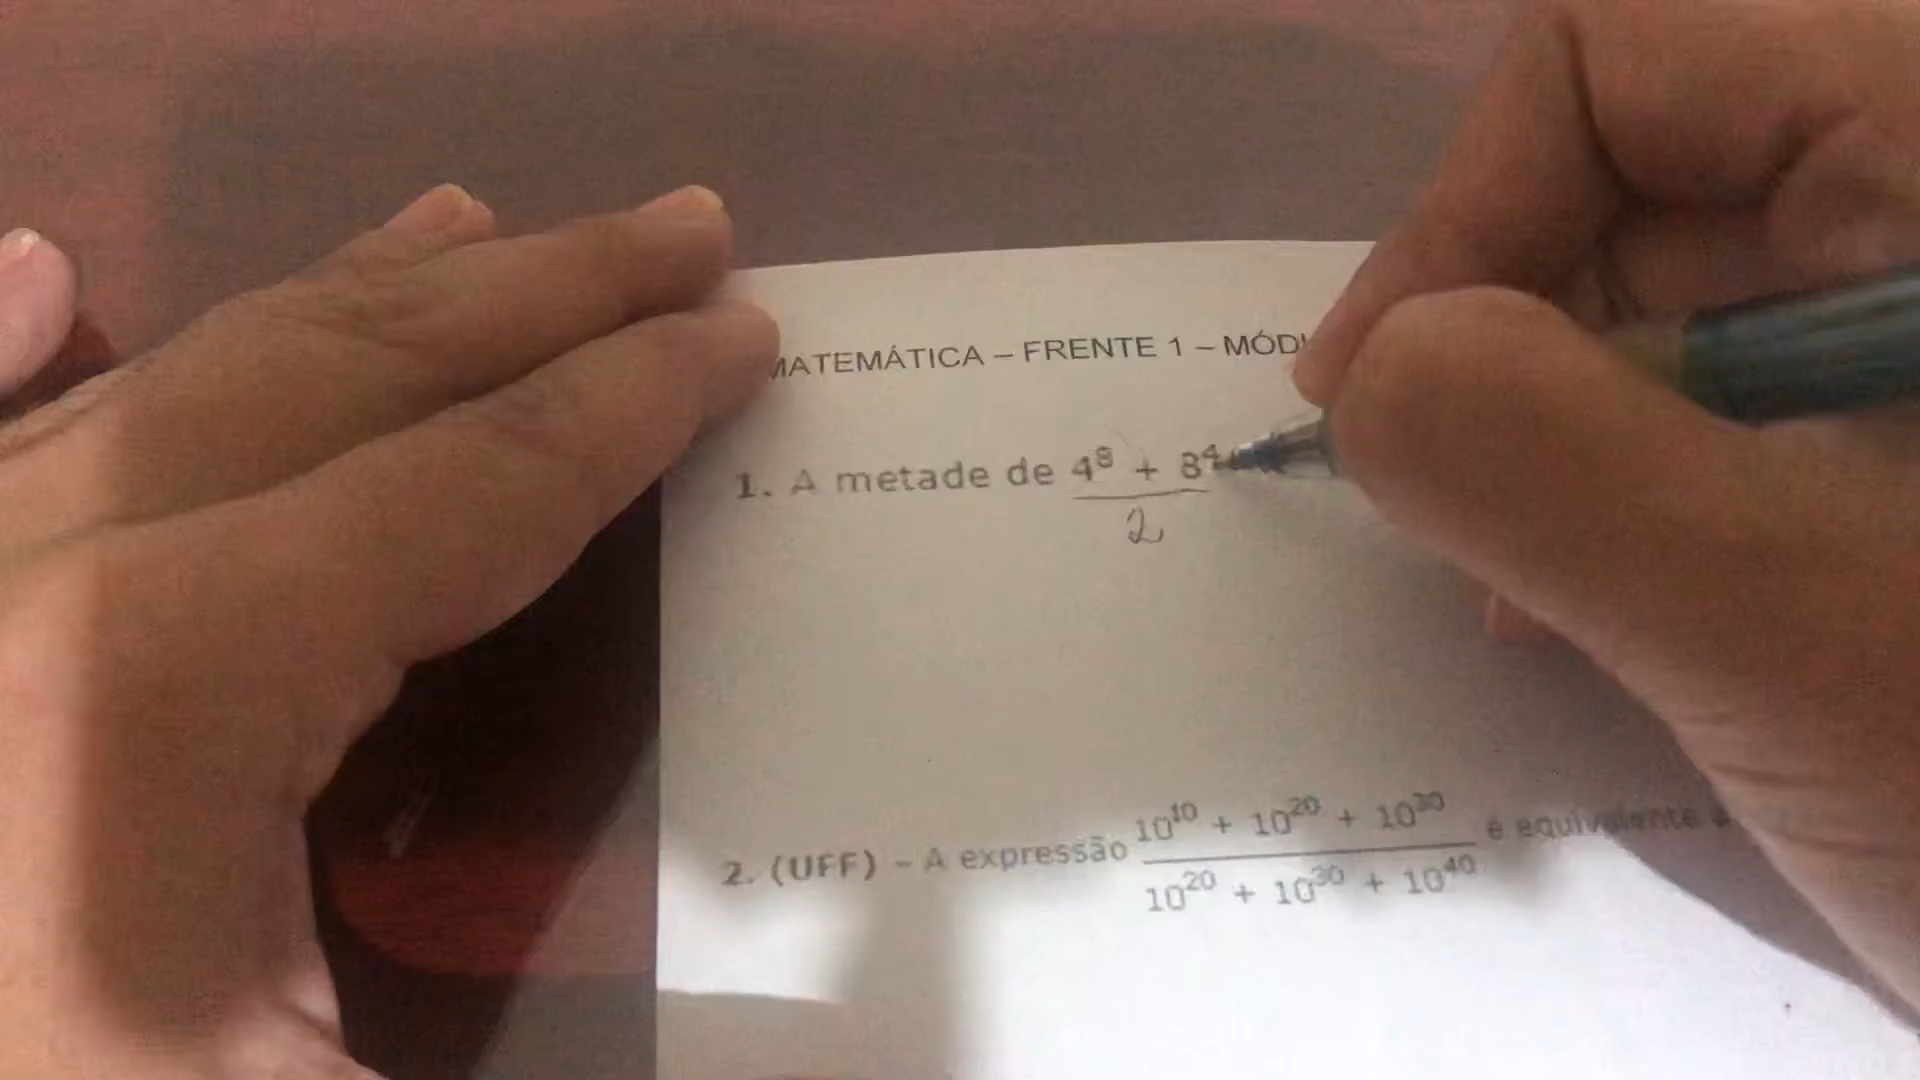 MATEMÁTICA – FRENTE 1 –
1. A metade de 4⁸ + 8⁴
2
2. (UFF) – A expressão 10¹⁰ + 10²⁰ + 10³⁰ é equivalente
10²⁰ + 10³⁰ + 10⁴⁰